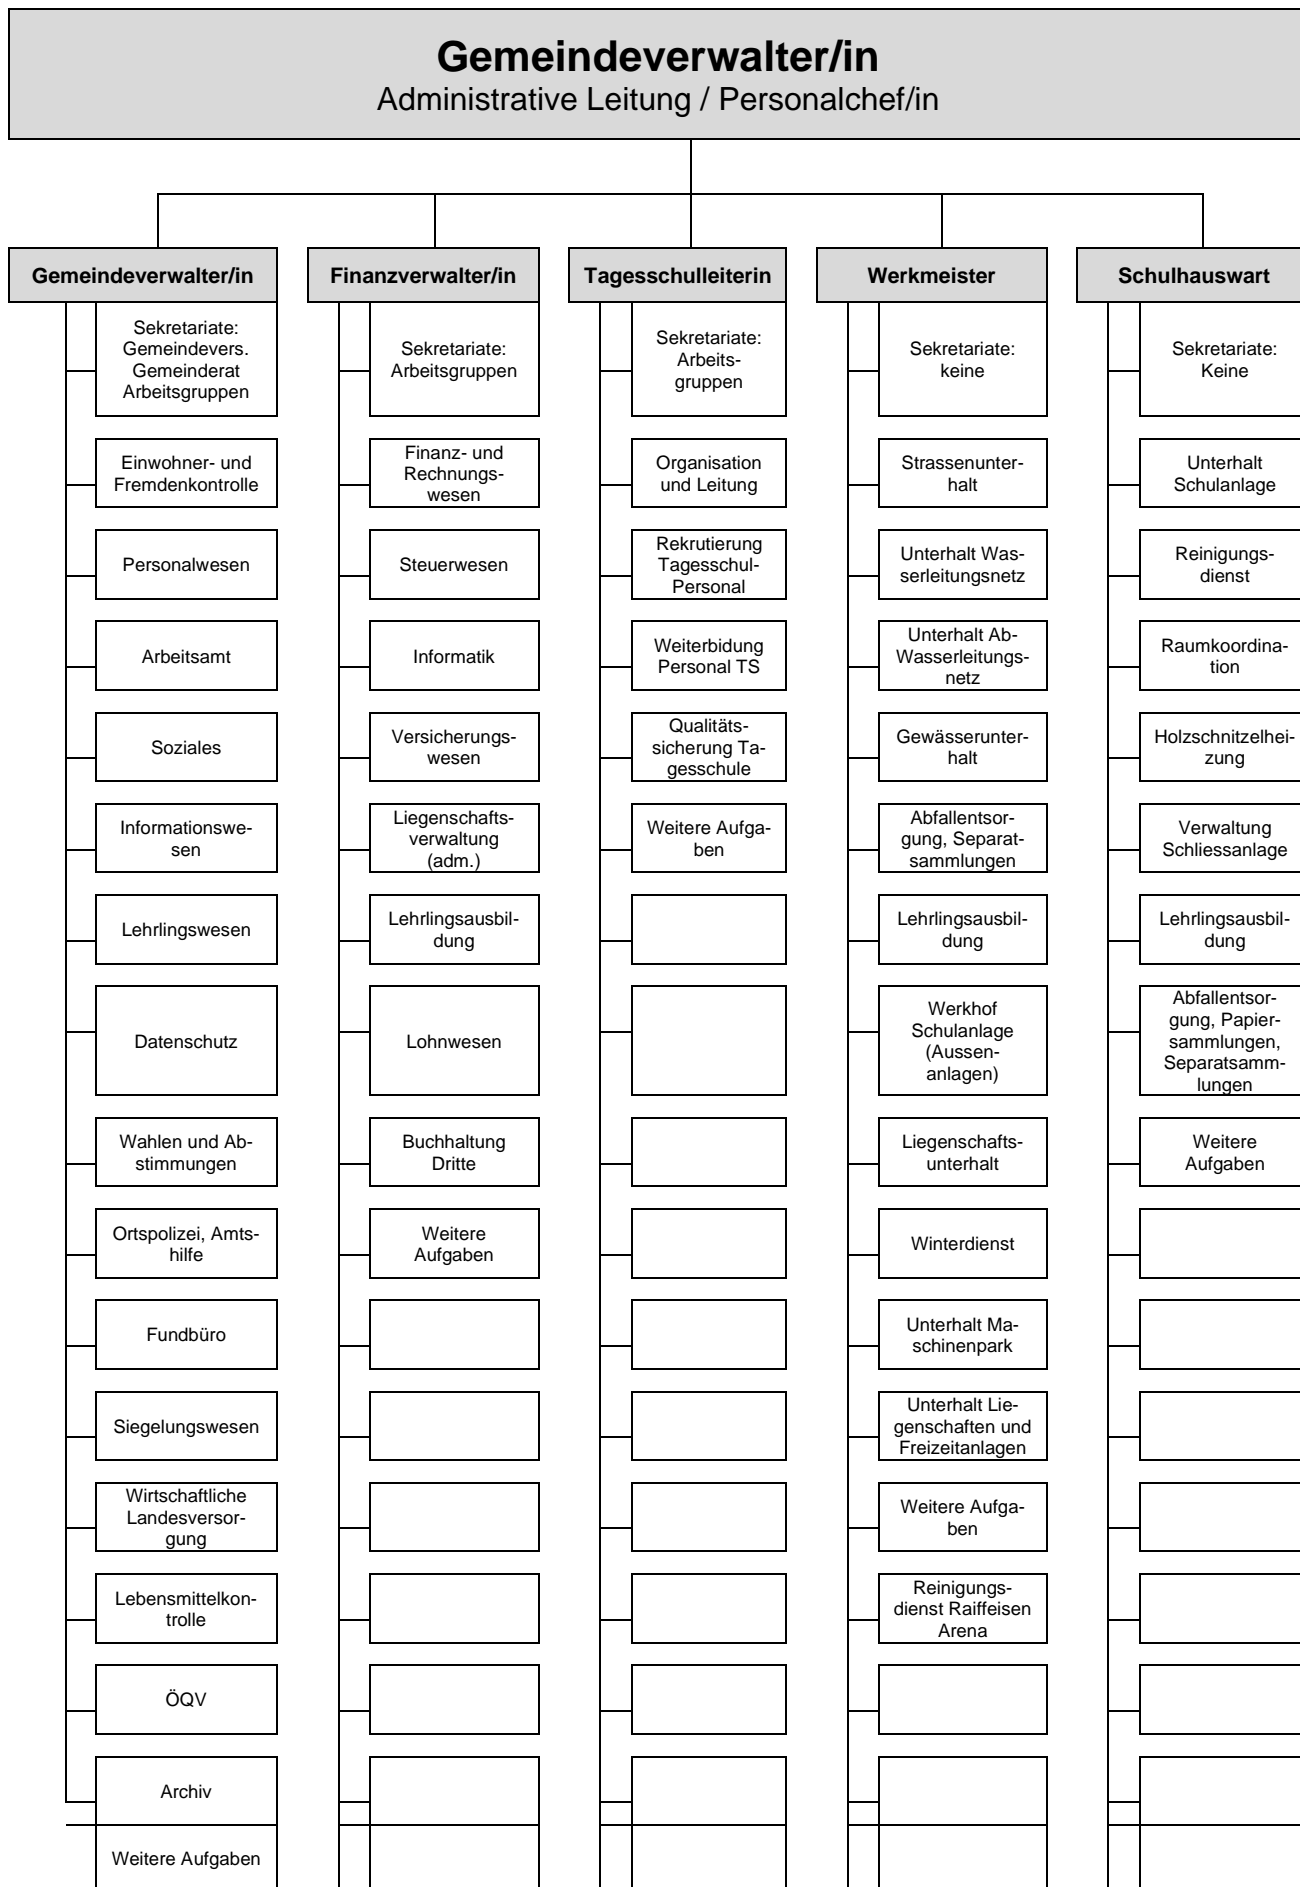 Gemeindeverwalter/in
Administrative Leitung / Personalchef/in
Gemeindeverwalter/in
Sekretariate:
Gemeindevers.
Gemeinderat
Arbeitsgruppen
Einwohner- und
Fremdenkontrolle
Personalwesen
Arbeitsamt
Soziales
Informationswe-
sen
Lehrlingswesen
Datenschutz
Wahlen und Ab-
stimmungen
Ortspolizei, Amts-
hilfe
Fundbüro
Siegelungswesen
Wirtschaftliche
Landesversor-
gung
Lebensmittelkon-
trolle
ÖQV
Archiv
Weitere Aufgaben
Finanzverwalter/in
Sekretariate:
Arbeitsgruppen
Finanz- und
Rechnungs-
wesen
Steuerwesen
Informatik
Versicherungs-
wesen
Liegenschafts-
verwaltung
(adm.)
Lehrlingsausbil-
dung
Lohnwesen
Buchhaltung
Dritte
Weitere
Aufgaben
Tagesschulleiterin
Sekretariate:
Arbeits-
gruppen
Organisation
und Leitung
Rekrutierung
Tagesschul-
Personal
Weiterbidung
Personal TS
Qualitäts-
sicherung Ta-
gesschule
Weitere Aufga-
ben
Werkmeister
Sekretariate:
keine
Strassenunter-
halt
Unterhalt Was-
serleitungsnetz
Unterhalt Ab-
Wasserleitungs-
netz
Gewässerunter-
halt
Abfallentsor-
gung, Separat-
sammlungen
Lehrlingsausbil-
dung
Werkhof
Schulanlage
(Aussen-
anlagen)
Liegenschafts-
unterhalt
Winterdienst
Unterhalt Ma-
schinenpark
Unterhalt Lie-
genschaften und
Freizeitanlagen
Weitere Aufga-
ben
Reinigungs-
dienst Raiffeisen
Arena
Schulhauswart
Sekretariate:
Keine
Unterhalt
Schulanlage
Reinigungs-
dienst
Raumkoordina-
tion
Holzschnitzelhei-
zung
Verwaltung
Schliessanlage
Lehrlingsausbil-
dung
Abfallentsor-
gung, Papier-
sammlungen,
Separatsamm-
lungen
Weitere
Aufgaben